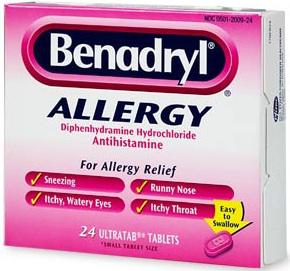 NDC 0501-2009-24
Benadryl®
ALLERGY
Diphenhydramine Hydrochloride
Antihistamine
For Allergy Relief
Sneezing
Runny Nose
Itchy, Watery Eyes
Itchy Throat
Easy to
Swallow
24 ULTRATAB®* TABLETS
*SMALL TABLET SIZE